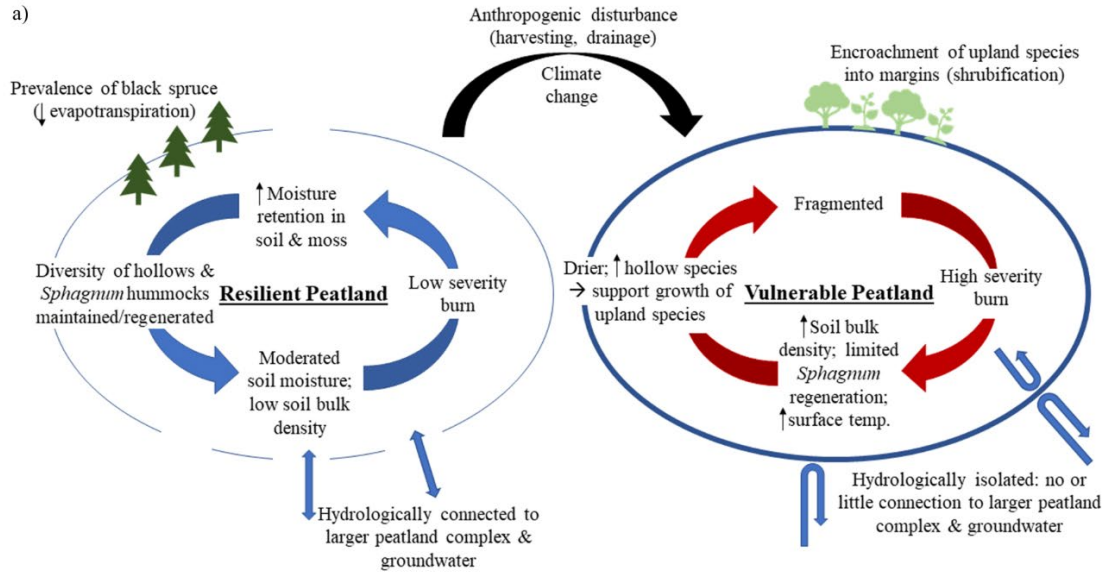 a)
Anthropogenic disturbance
(harvesting, drainage)
Climate
change
Prevalence of black spruce
(↓ evapotranspiration)
↑ Moisture
retention in
soil & moss
Diversity of hollows &
Sphagnum hummocks
maintained/regenerated
Resilient Peatland
Low severity
burn
Moderated
soil moisture;
low soil bulk
density
Hydrologically connected to
larger peatland complex &
groundwater
Encroachment of upland species
into margins (shrubification)
Fragmented
Drier; ↑ hollow species
→ support growth of
upland species
Vulnerable Peatland
High severity
burn
↑ Soil bulk
density; limited
Sphagnum
regeneration;
↑ surface temp.
Hydrologically isolated: no or
little connection to larger peatland
complex & groundwater